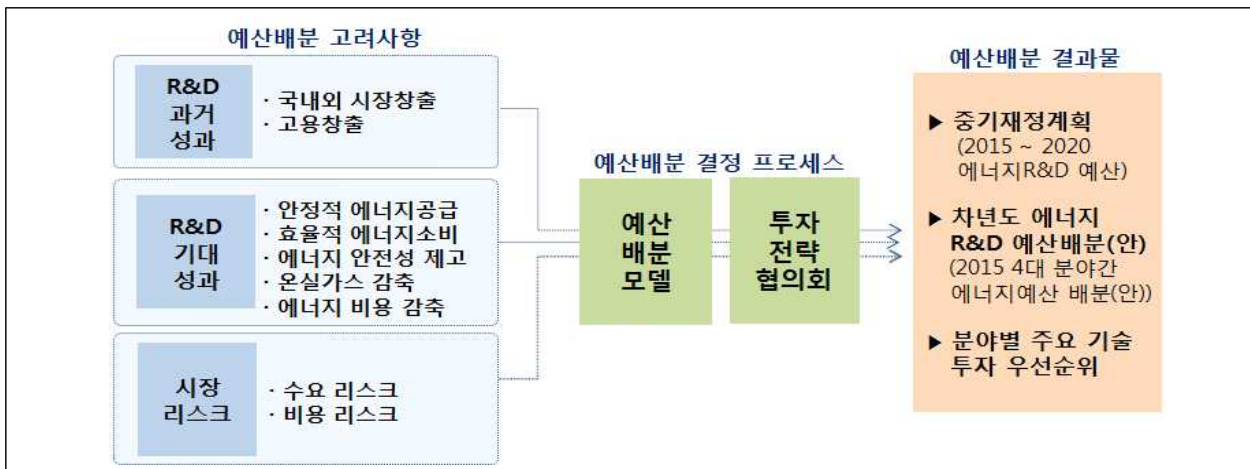 예산배분 고려사항
R&D
과거
성과
· 국내외 시장창출
· 고용창출
R&D
기대
성과
· 안정적 에너지공급
· 효율적 에너지소비
· 에너지 안전성 제고
· 온실가스 감축
· 에너지 비용 감축
시장
리스크
· 수요 리스크
· 비용 리스크
예산배분 결정 프로세스
예산
배분
모델
투자
전략
협의회
예산배분 결과물
▶ 중기재정계획
(2015 ~ 2020
에너지R&D 예산)
▶ 차년도 에너지
R&D 예산배분(안)
(2015 4대 분야간
에너지예산 배분(안))
▶ 분야별 주요 기술
투자 우선순위